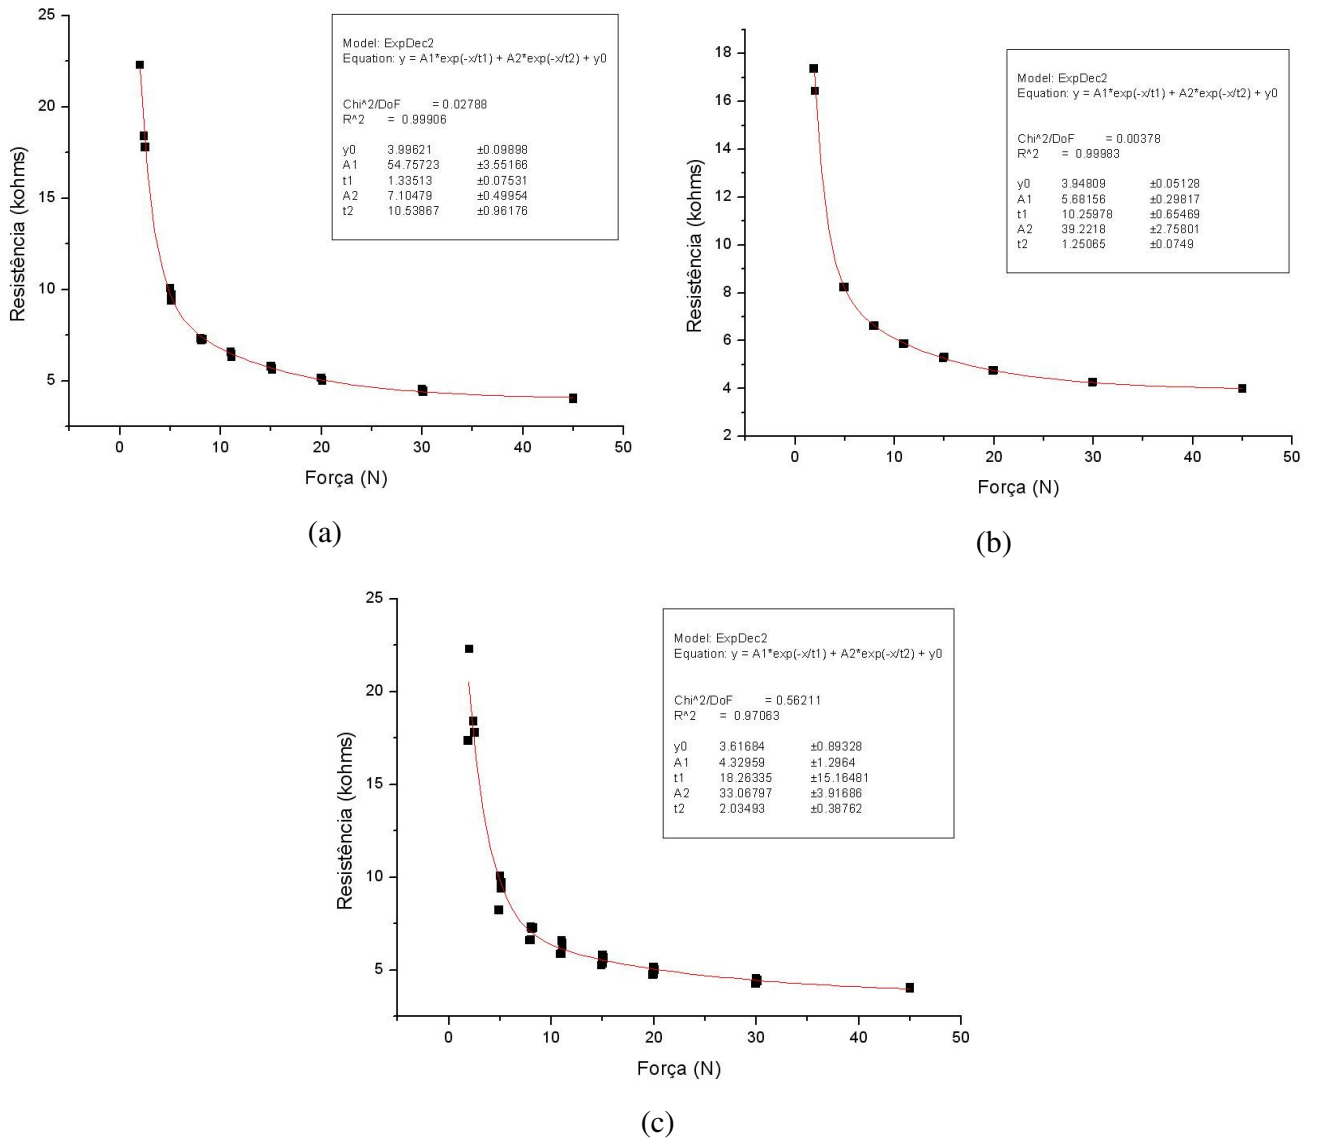 25
20
15
10
5
0
10
20
30
40
50
Resistência (kohms)
Força (N)
Model: ExpDec2
Equation: y = A1*exp(-x/t1) + A2*exp(-x/t2) + y0
Chi^2/DoF = 0.02788
R^2 = 0.99906
y0 3.99621 ±0.09898
A1 54.75723 ±3.55166
t1 1.33513 ±0.07531
A2 7.10479 ±0.49954
t2 10.53867 ±0.96176
(a)
18
16
14
12
10
8
6
4
2
0
10
20
30
40
50
Resistência (kohms)
Força (N)
Model: ExpDec2
Equation: y = A1*exp(-x/t1) + A2*exp(-x/t2) + y0
Chi^2/DoF = 0.00378
R^2 = 0.99983
y0 3.94809 ±0.05128
A1 5.68156 ±0.29817
t1 10.25978 ±0.65469
A2 39.2218 ±2.75801
t2 1.25065 ±0.0749
(b)
25
20
15
10
5
0
10
20
30
40
50
Resistência (kohms)
Força (N)
Model: ExpDec2
Equation: y = A1*exp(-x/t1) + A2*exp(-x/t2) + y0
Chi^2/DoF = 0.56211
R^2 = 0.97063
y0 3.61684 ±0.89328
A1 4.32959 ±1.2964
t1 18.26335 ±15.16481
A2 33.06797 ±3.91686
t2 2.03493 ±0.38762
(c)